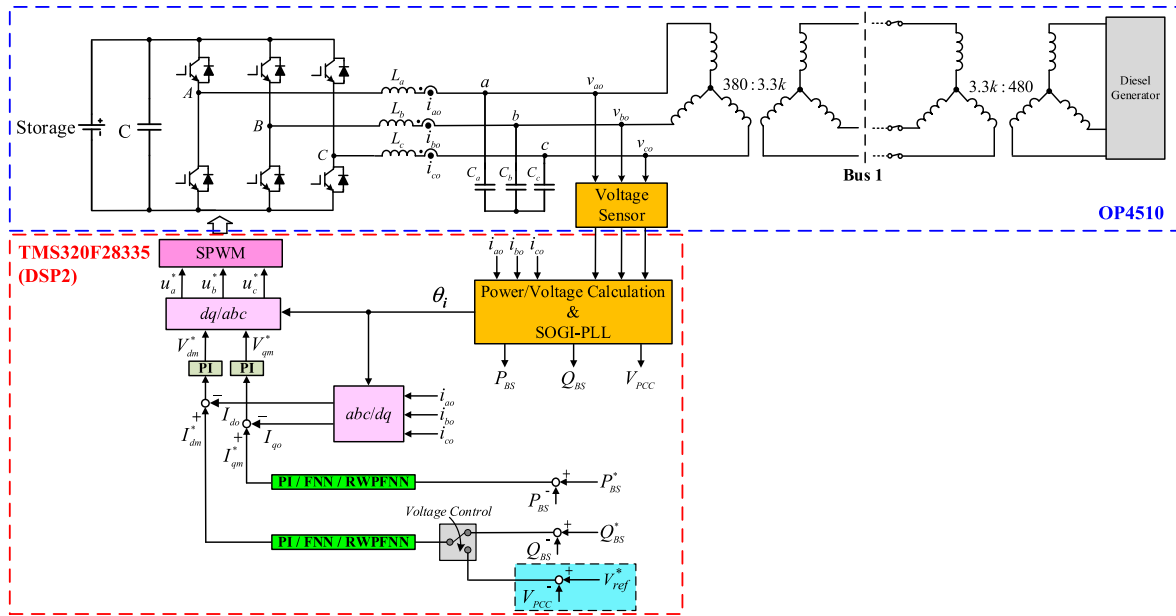 Storage
C
A
B
C
L_a
L_b
L_c
i_ao
i_bo
i_co
a
b
c
C_a
C_b
C_c
v_ao
v_bo
v_co
380:3.3k
3.3k:480
Diesel
Generator
Bus 1
Voltage
Sensor
OP4510
TMS320F28335
(DSP2)
SPWM
u_a^* u_b^* u_c^*
dq/abc
θ_i
i_ao i_bo i_co
Power/Voltage Calculation
&
SOGI-PLL
P_BS Q_BS V_PCC
V_dm^* V_qm^*
PI PI
abc/dq
i_ao
i_bo
i_co
− I_do
− I_qo
+ I_dm^*
+ I_qm^*
PI / FNN / RWPFNN
P_BS - + P_BS^*
Voltage Control
PI / FNN / RWPFNN
Q_BS - + Q_BS^*
V_PCC - + V_ref^*